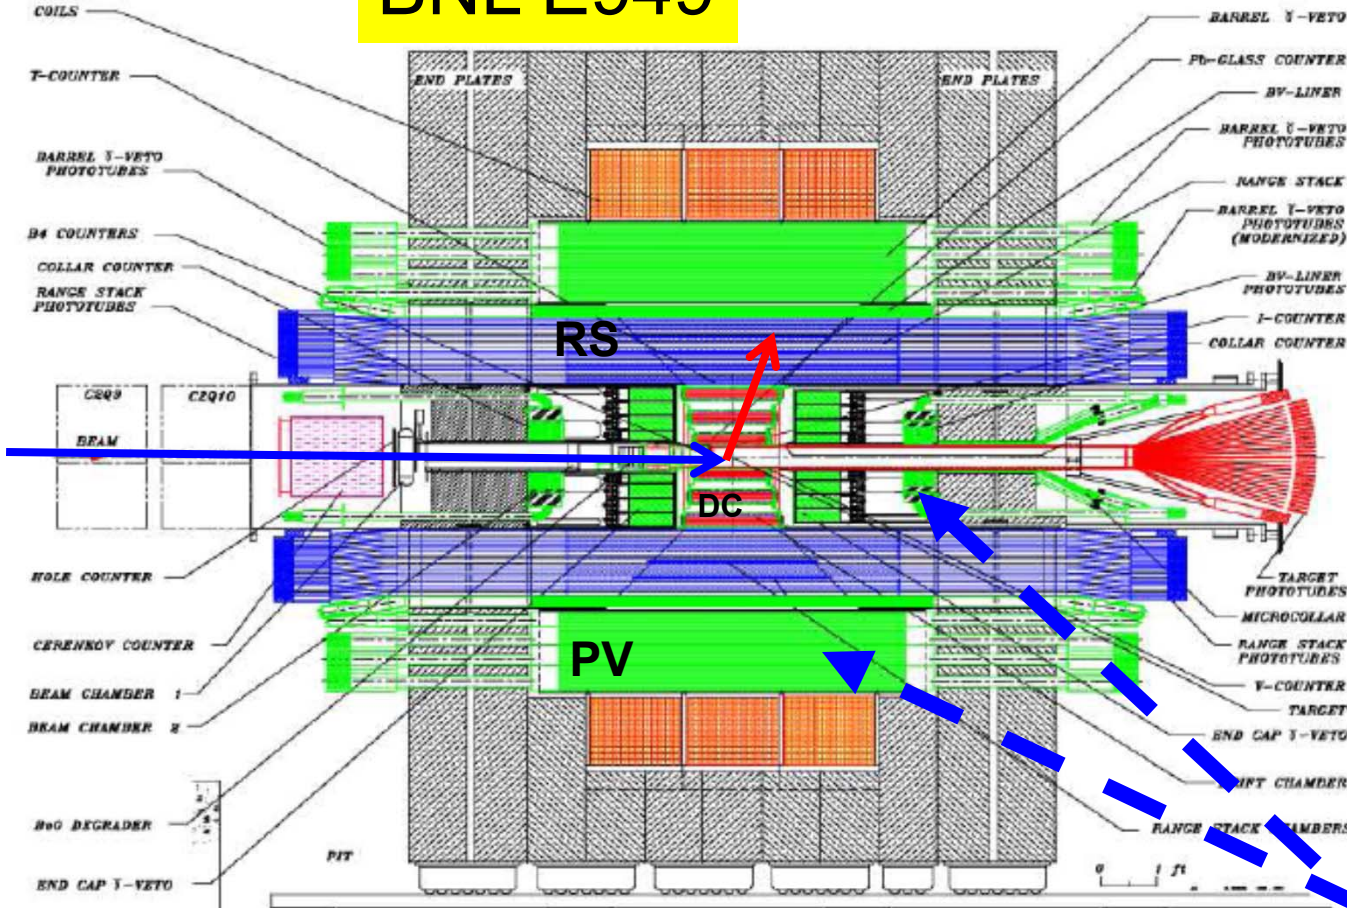 BNL E949
COILS
T-COUNTER
BARREL γ-VETO
PHOTOTUBES
B4 COUNTERS
COLLAR COUNTER
RANGE STACK
PHOTOTUBES
C2Q9
C2Q10
BEAM
HOLE COUNTER
CERENKOV COUNTER
BEAM CHAMBER 1
BEAM CHAMBER 2
BeO DEGRADER
END CAP γ-VETO
PIT
END PLATES
END PLATES
RS
DC
PV
BARREL γ-VETO
Pb-GLASS COUNTER
BV-LINER
BARREL γ-VETO
PHOTOTUBES
RANGE STACK
BARREL γ-VETO
PHOTOTUBES
(MODERNIZED)
BV-LINER
PHOTOTUBES
I-COUNTER
COLLAR COUNTER
TARGET
PHOTOTUBES
MICROCOLLAR
RANGE STACK
PHOTOTUBES
V-COUNTER
TARGET
END CAP γ-VETO
DRIFT CHAMBER
RANGE STACK CHAMBERS
0 1 ft